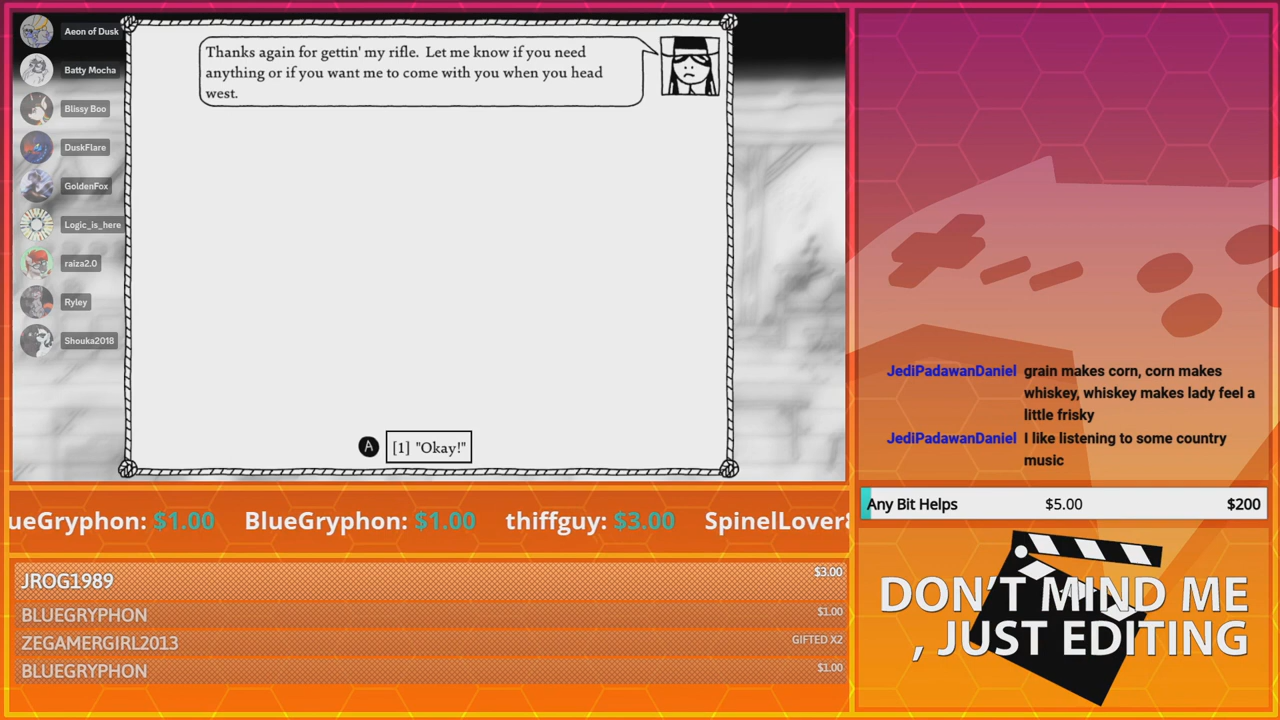 Aeon of Dusk
Batty Mocha
Blissy Boo
DuskFlare
GoldenFox
Logic_is_here
raiza2.0
Ryley
Shouka2018
Thanks again for gettin' my rifle. Let me know if you need
anything or if you want me to come with you when you head
west.
A [1] "Okay!"
ueGryphon: $1.00 BlueGryphon: $1.00 thiffguy: $3.00 SpinelLover8
JROG1989 $3.00
BLUEGRYPHON $1.00
ZEGAMERGIRL2013 GIFTED X2
BLUEGRYPHON $1.00
JediPadawanDaniel grain makes corn, corn makes
whiskey, whiskey makes lady feel a
little frisky
JediPadawanDaniel I like listening to some country
music
Any Bit Helps $5.00 $200
DON'T MIND ME
, JUST EDITING